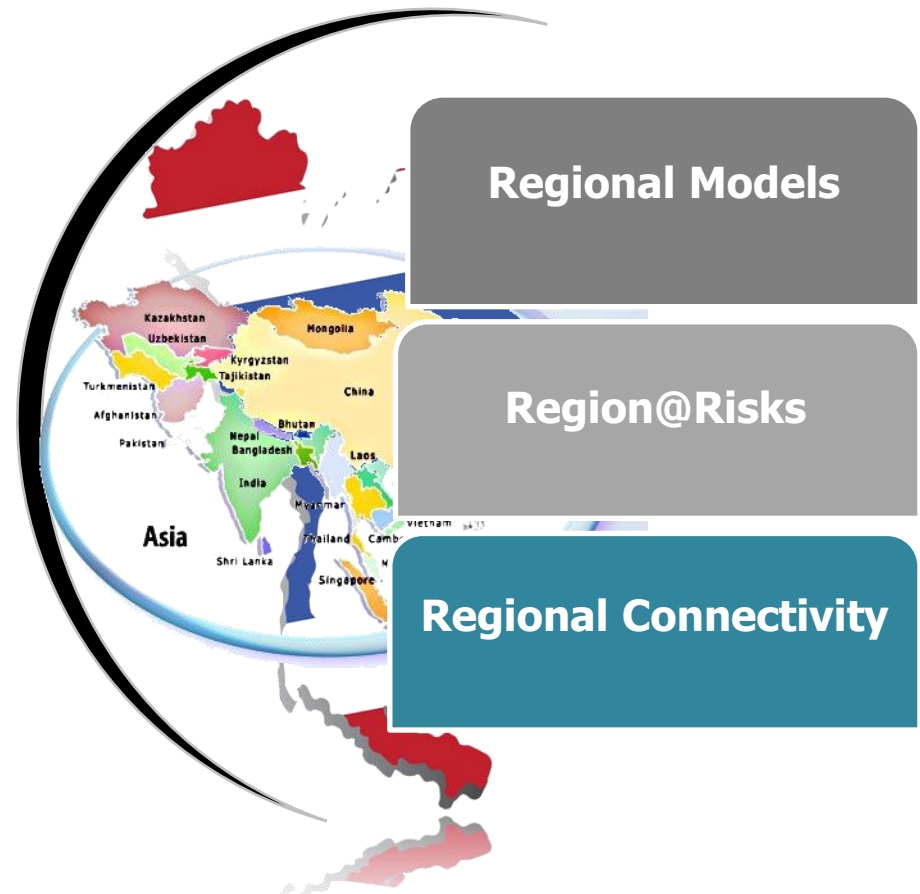 Regional Models
Kazakhstan
Mongolia
Uzbekistan
Kyrgyzstan
Tajikistan
Turkmenistan
China
Region@Risks
Afghanistan
Bhutan
Pakistan
Nepal
Bangladesh
Laos
India
Myanmar
Vietnam
Asia
Thailand
Camb
Shri Lanka
M
Singapore
Regional Connectivity